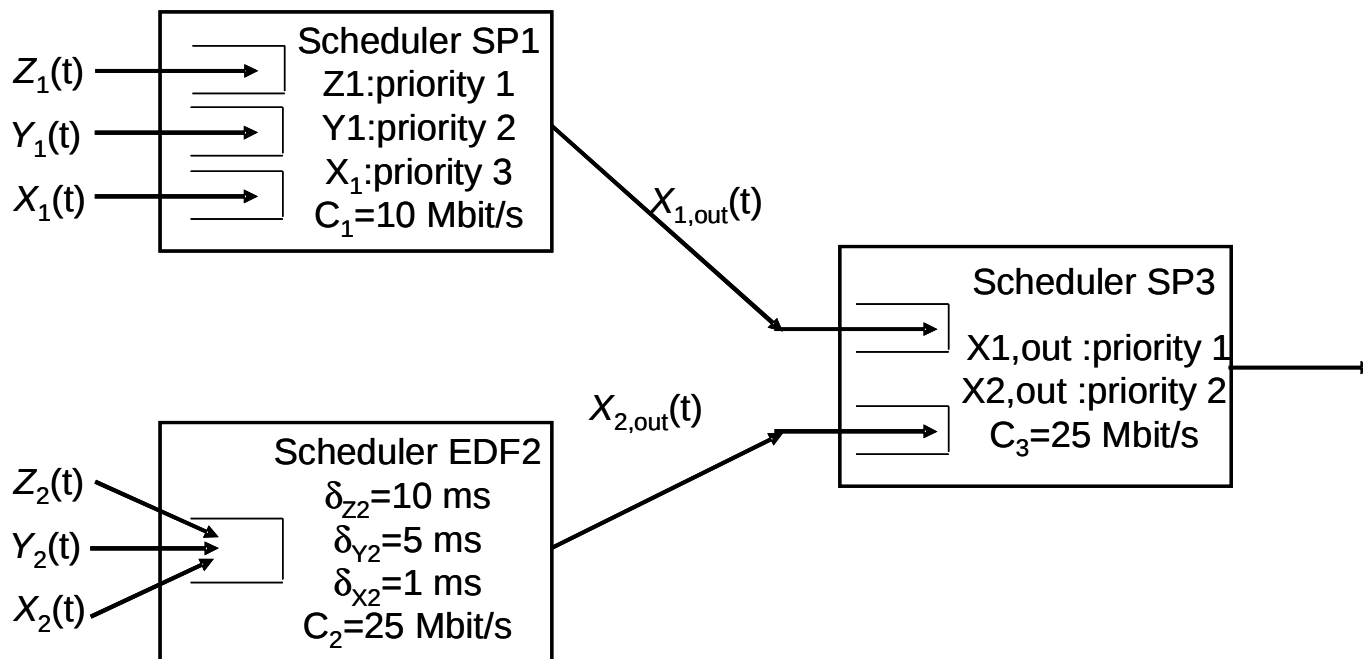 Z1(t)
Y1(t)
X1(t)
Scheduler SP1
Z1:priority 1
Y1:priority 2
X1:priority 3
C1=10 Mbit/s
X1,out(t)
Scheduler SP3
X1,out :priority 1
X2,out :priority 2
C3=25 Mbit/s
X2,out(t)
Z2(t)
Y2(t)
X2(t)
Scheduler EDF2
δZ2=10 ms
δY2=5 ms
δX2=1 ms
C2=25 Mbit/s